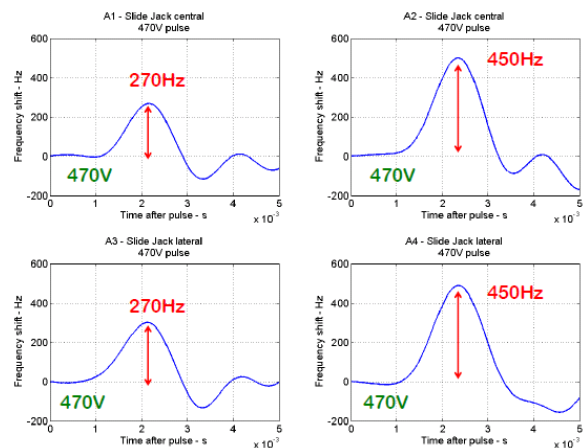 A1 - Slide Jack central
470V pulse
600
400
200
0
-200
0
1
2
3
4
5
Time after pulse - s
x 10⁻³
Frequency shift - Hz
270Hz
470V
A2 - Slide Jack central
470V pulse
600
400
200
0
-200
0
1
2
3
4
5
Time after pulse - s
x 10⁻³
Frequency shift - Hz
450Hz
470V
A3 - Slide Jack lateral
470V pulse
600
400
200
0
-200
0
1
2
3
4
5
Time after pulse - s
x 10⁻³
Frequency shift - Hz
270Hz
470V
A4 - Slide Jack lateral
470V pulse
600
400
200
0
-200
0
1
2
3
4
5
Time after pulse - s
x 10⁻³
Frequency shift - Hz
450Hz
470V